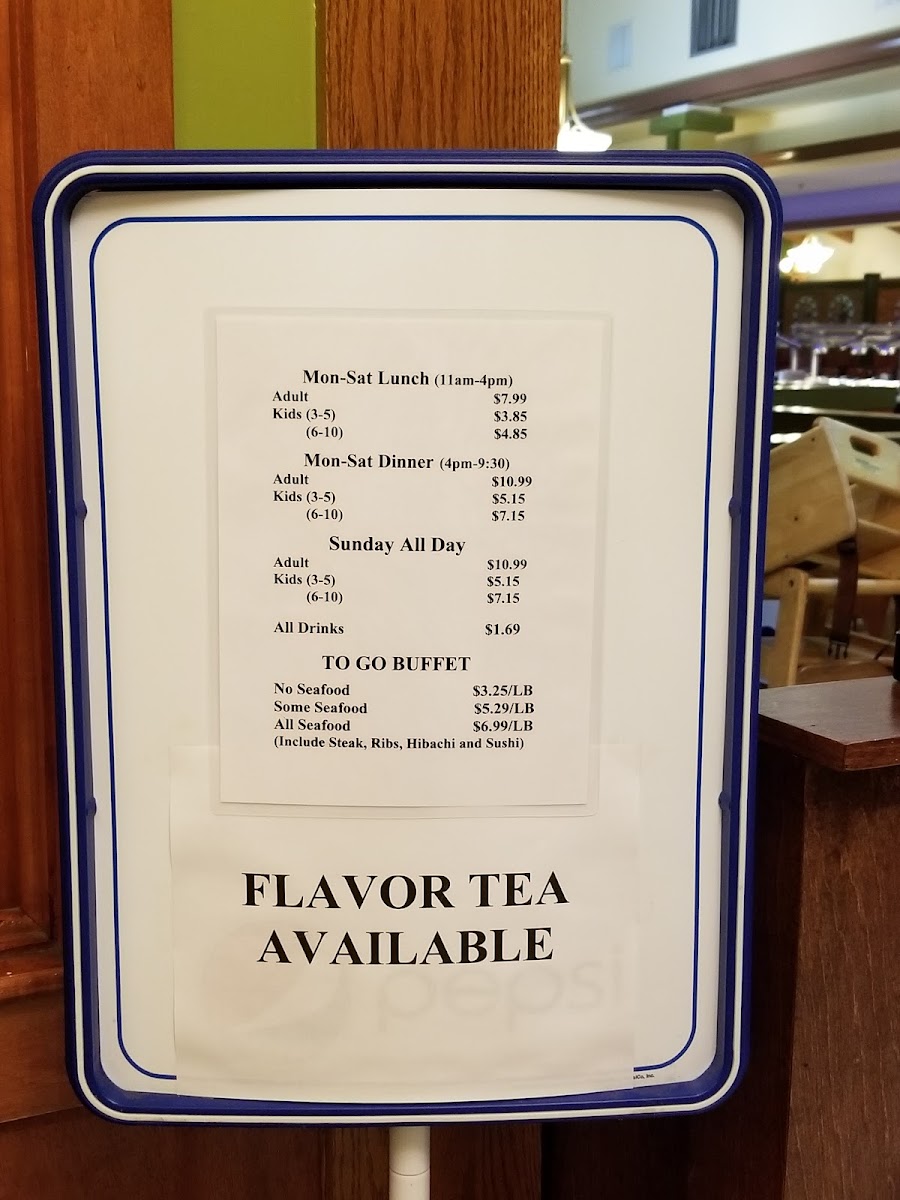 Mon-Sat Lunch (11am-4pm)
Adult $7.99
Kids (3-5) $3.85
(6-10) $4.85
Mon-Sat Dinner (4pm-9:30)
Adult $10.99
Kids (3-5) $5.15
(6-10) $7.15
Sunday All Day
Adult $10.99
Kids (3-5) $5.15
(6-10) $7.15
All Drinks $1.69
TO GO BUFFET
No Seafood $3.25/LB
Some Seafood $5.29/LB
All Seafood $6.99/LB
(Include Steak, Ribs, Hibachi and Sushi)
FLAVOR TEA
AVAILABLE
pepsi